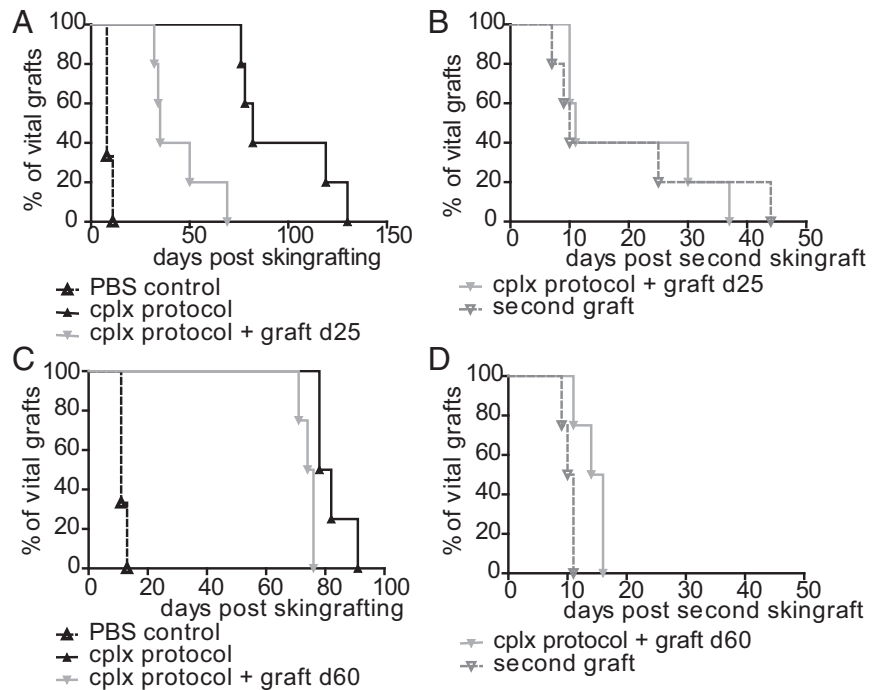 A
% of vital grafts
100
80
60
40
20
0
0 50 100 150
days post skingrafting
PBS control
cplx protocol
cplx protocol + graft d25
B
% of vital grafts
100
80
60
40
20
0
0 10 20 30 40 50
days post second skingraft
cplx protocol + graft d25
second graft
C
% of vital grafts
100
80
60
40
20
0
0 20 40 60 80 100
days post skingrafting
PBS control
cplx protocol
cplx protocol + graft d60
D
% of vital grafts
100
80
60
40
20
0
0 10 20 30 40 50
days post second skingraft
cplx protocol + graft d60
second graft